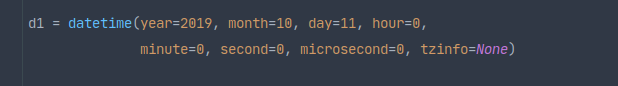 d1 = datetime(year=2019, month=10, day=11, hour=0,
minute=0, second=0, microsecond=0, tzinfo=None)